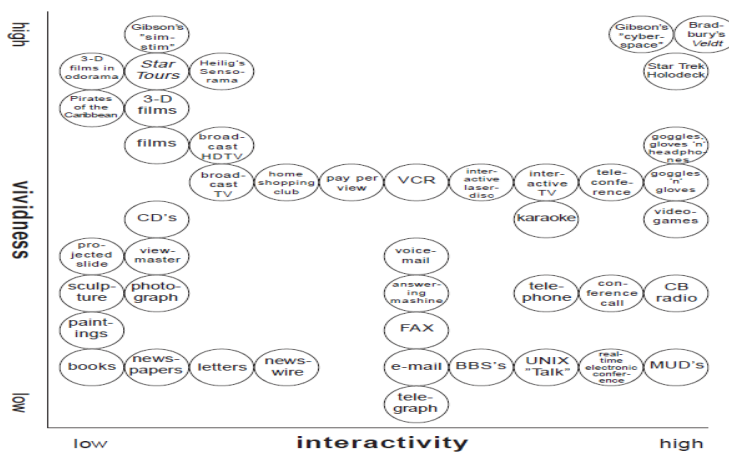 high
Gibson's
"sim-
stim"
Gibson's
"cyber-
space"
Brad-
bury's
Veldt
3-D
films in
odorama
Star
Tours
Heilig's
Senso-
rama
Star Trek
Holodeck
Pirates
of the
Caribbean
3-D
films
films
broad-
cast
HDTV
goggles,
gloves 'n'
headpho-
nes
vividness
broad-
cast
TV
home
shopping
club
pay per
view
VCR
inter-
active
laser-
disc
inter-
active
TV
tele-
confe-
rence
goggles
'n'
gloves
CD's
karaoke
video-
games
pro-
jected
slide
view-
master
voice-
mail
sculp-
ture
photo-
graph
answer-
ing
mashine
tele-
phone
con-
ference
call
CB
radio
paint-
ings
FAX
books
news-
papers
letters
news-
wire
e-mail
BBS's
UNIX
"Talk"
real-
time
electronic
confer-
ence
MUD's
low
tele-
graph
low
interactivity
high